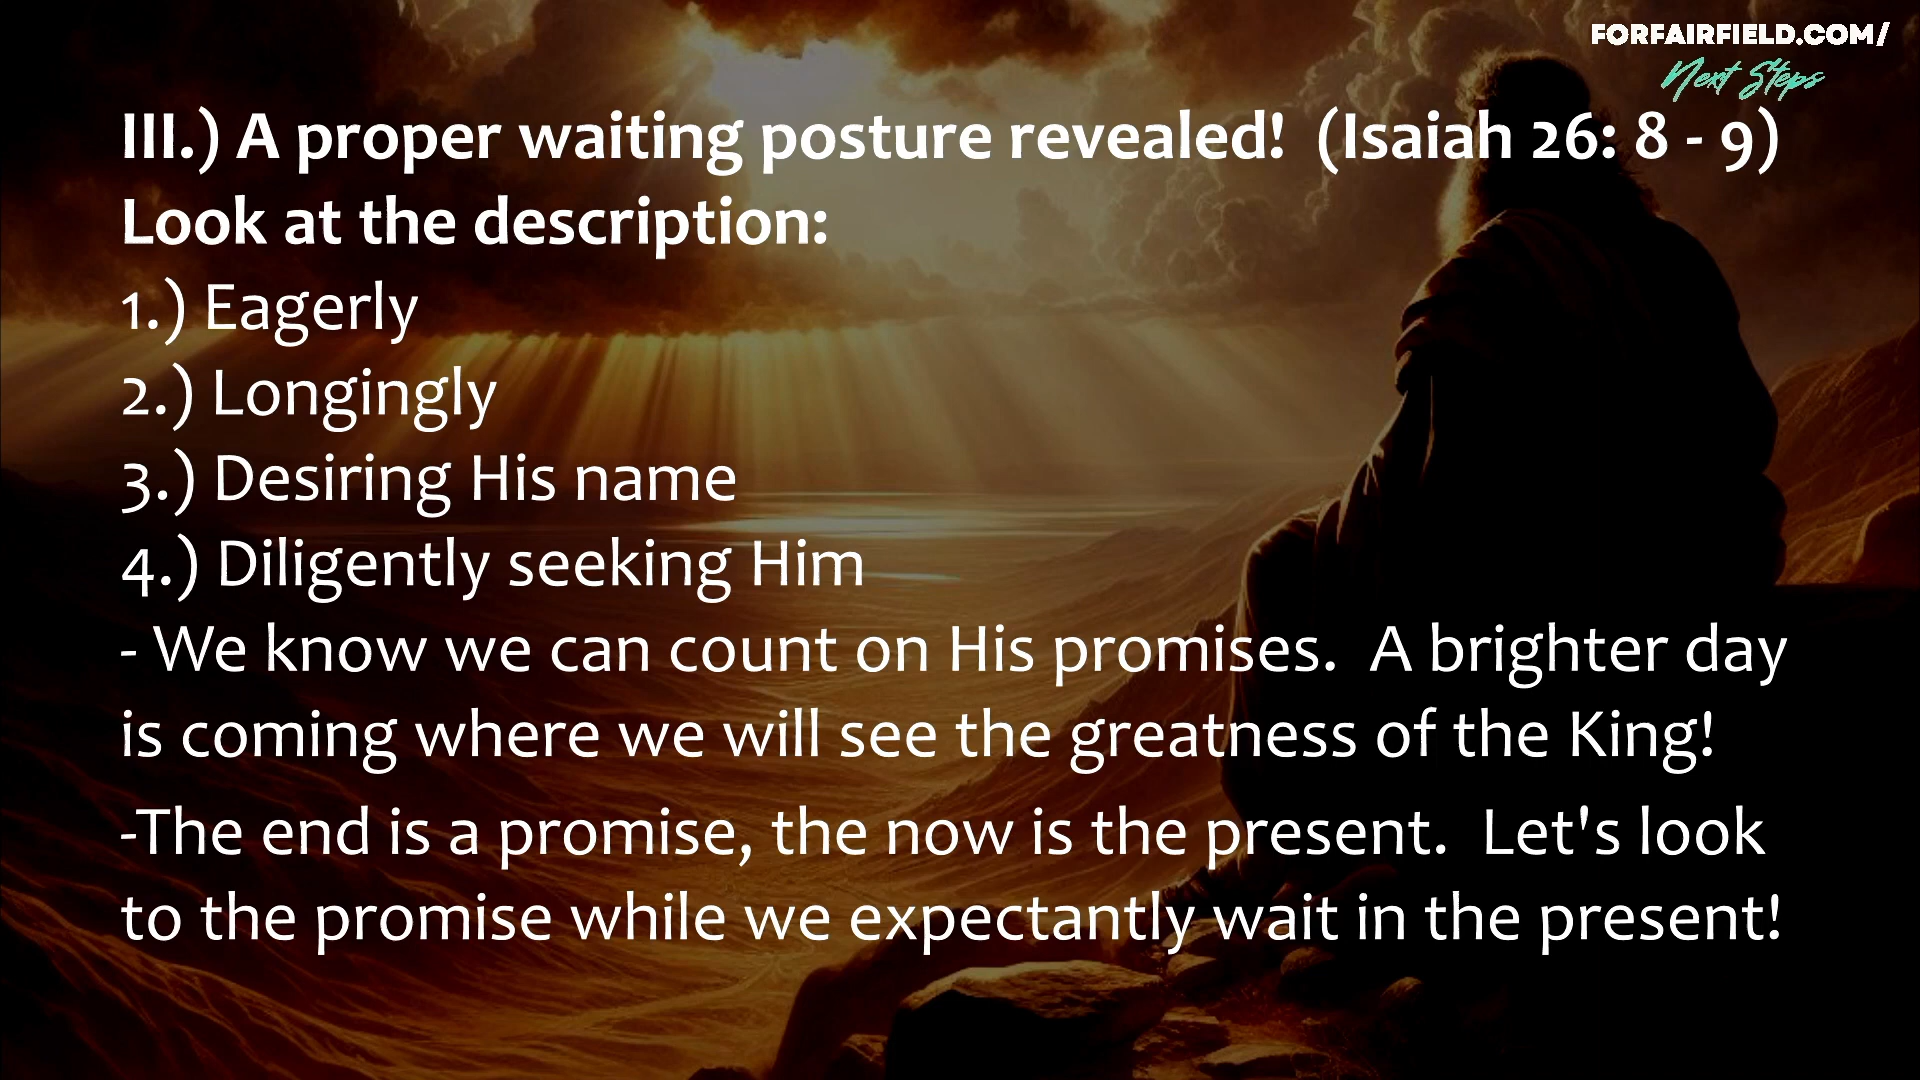 FORFAIRFIELD.COM/
Next Steps
III.) A proper waiting posture revealed!  (Isaiah 26: 8 - 9)
Look at the description:
1.) Eagerly
2.) Longingly
3.) Desiring His name
4.) Diligently seeking Him
- We know we can count on His promises.  A brighter day
is coming where we will see the greatness of the King!
-The end is a promise, the now is the present.  Let's look
to the promise while we expectantly wait in the present!